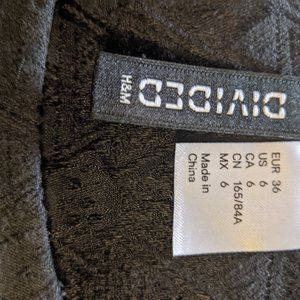 DIVIDED
H&M
EUR 36
US 6
CA 6
CN 165/84A
MX 6
Made in
China